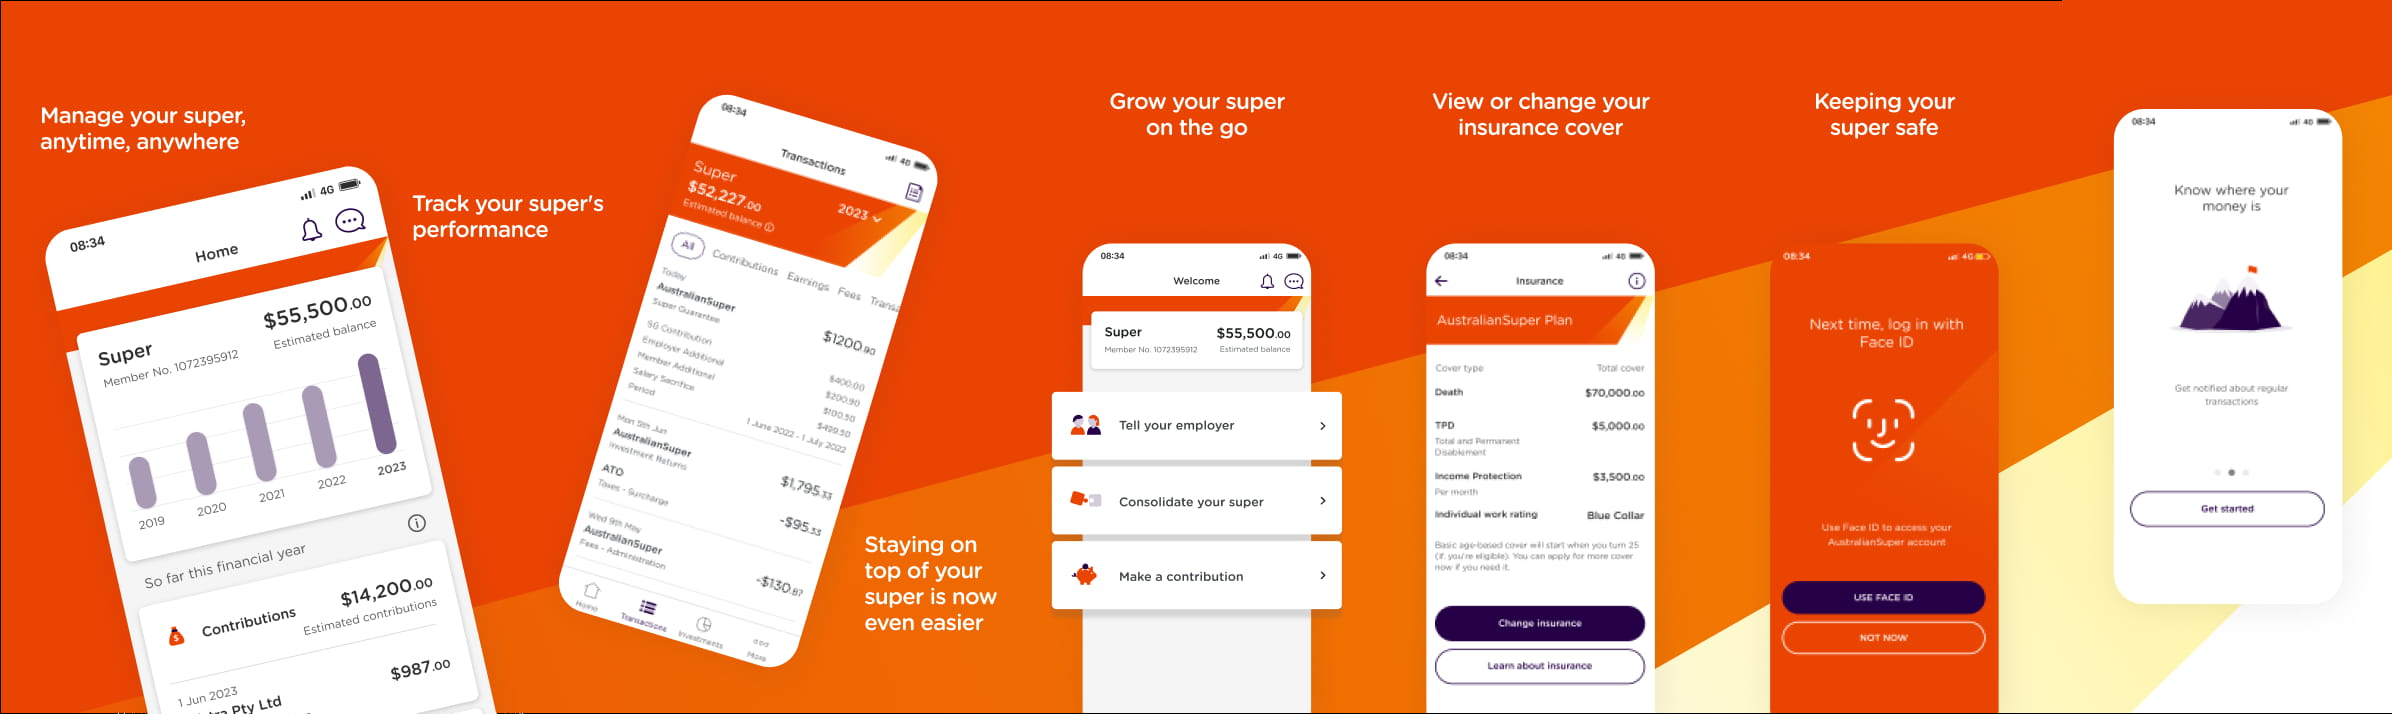 Manage your super,
anytime, anywhere
08:34
4G
Home
Super
$55,500.00
Member No. 1072395912
Estimated balance
2019
2020
2021
2022
2023
So far this financial year
Contributions
$14,200.00
Estimated contributions
1 Jun 2023
$987.00
Pty Ltd
Track your super's
performance
08:34
4G
Transactions
Super
$52,227.00
Estimated balance
2023
All
Contributions
Earnings
Fees
Transa
Today
AustralianSuper
Super Guarantee
$1200.90
SG Contribution
$400.00
Employer Additional
$200.90
Member Additional
$100.50
Salary Sacrifice
$499.50
Period
1 June 2022 - 1 July 2022
Mon 5th Jun
AustralianSuper
Investment Returns
$1,795.33
ATO
Taxes - Surcharge
-$95.33
Wed 9th May
AustralianSuper
Fees - Administration
-$130.87
Home
Transactions
Investments
More
Staying on
top of your
super is now
even easier
Grow your super
on the go
08:34
4G
Welcome
Super
$55,500.00
Member No. 1072395912
Estimated balance
Tell your employer
Consolidate your super
Make a contribution
View or change your
insurance cover
08:34
4G
Insurance
AustralianSuper Plan
Cover type
Total cover
Death
$70,000.00
TPD
$5,000.00
Total and Permanent
Disablement
Income Protection
$3,500.00
Per month
Individual work rating
Blue Collar
Basic age-based cover will start when you turn 25
(if, you're eligible). You can apply for more cover
now if you need it.
Change insurance
Learn about insurance
Keeping your
super safe
08:34
4G
Next time, log in with
Face ID
Use Face ID to access your
AustralianSuper account
USE FACE ID
NOT NOW
08:34
4G
Know where your
money is
Get notified about regular
transactions
Get started